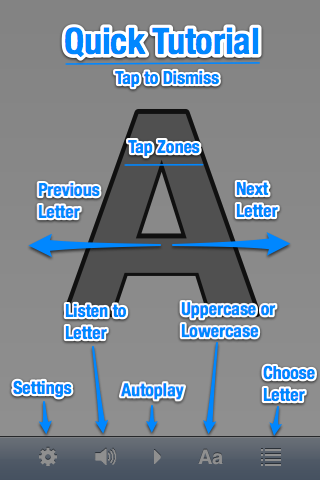 Quick Tutorial
Tap to Dismiss
Tap Zones
Previous
Letter
Next
Letter
A
Listen to
Letter
Uppercase or
Lowercase
Settings
Autoplay
Choose
Letter
Aa